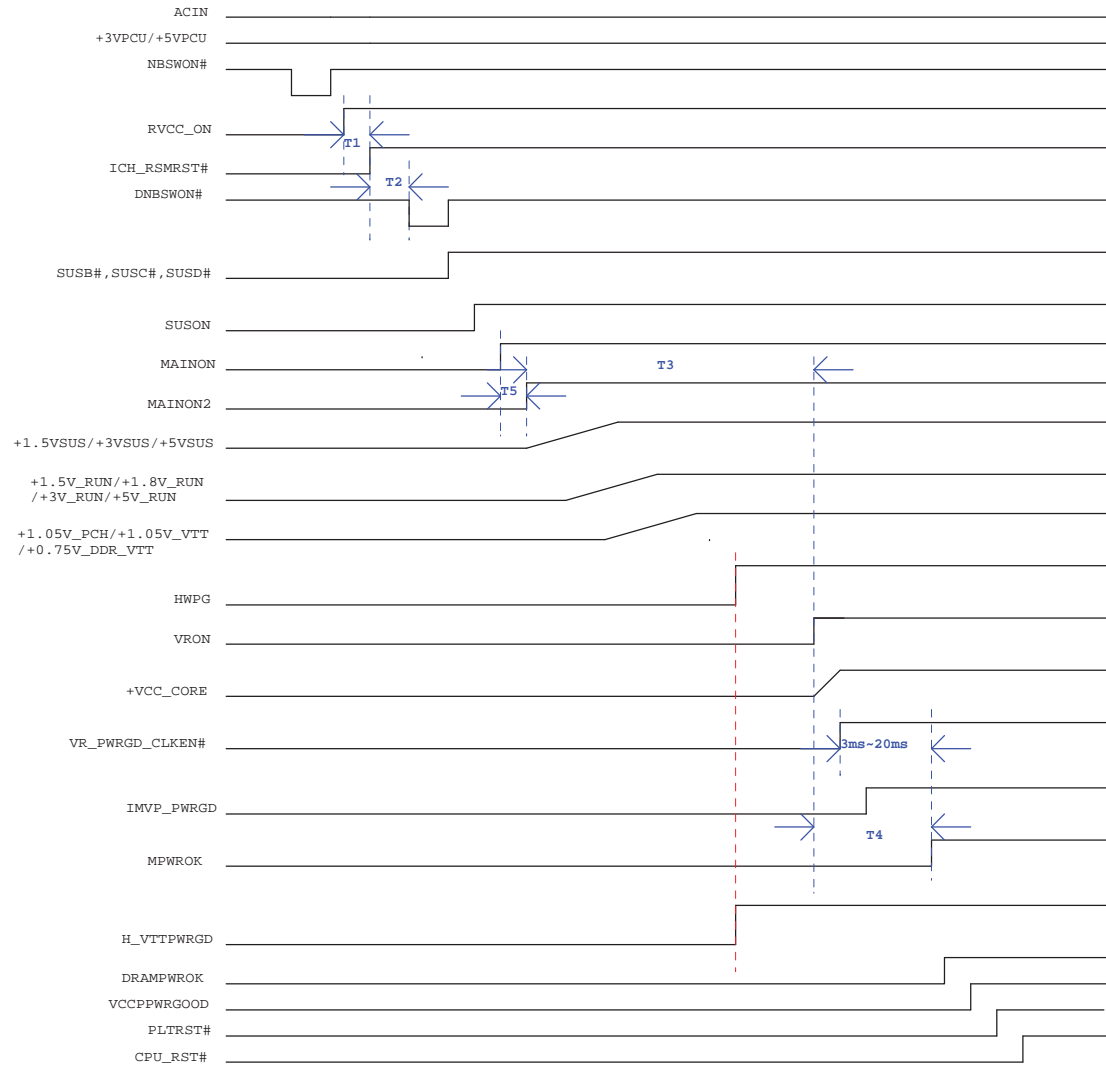 ACIN
+3VPCU/+5VPCU
NBSWON#
RVCC_ON
T1
ICH_RSMRST#
T2
DNBSWON#
SUSB#,SUSC#,SUSD#
SUSON
MAINON
T3
T5
MAINON2
+1.5VSUS/+3VSUS/+5VSUS
+1.5V_RUN/+1.8V_RUN
/+3V_RUN/+5V_RUN
+1.05V_PCH/+1.05V_VTT
/+0.75V_DDR_VTT
HWPG
VRON
+VCC_CORE
VR_PWRGD_CLKEN#
3ms~20ms
IMVP_PWRGD
T4
MPWROK
H_VTTPWRGD
DRAMPWROK
VCCPPWRGOOD
PLTRST#
CPU_RST#